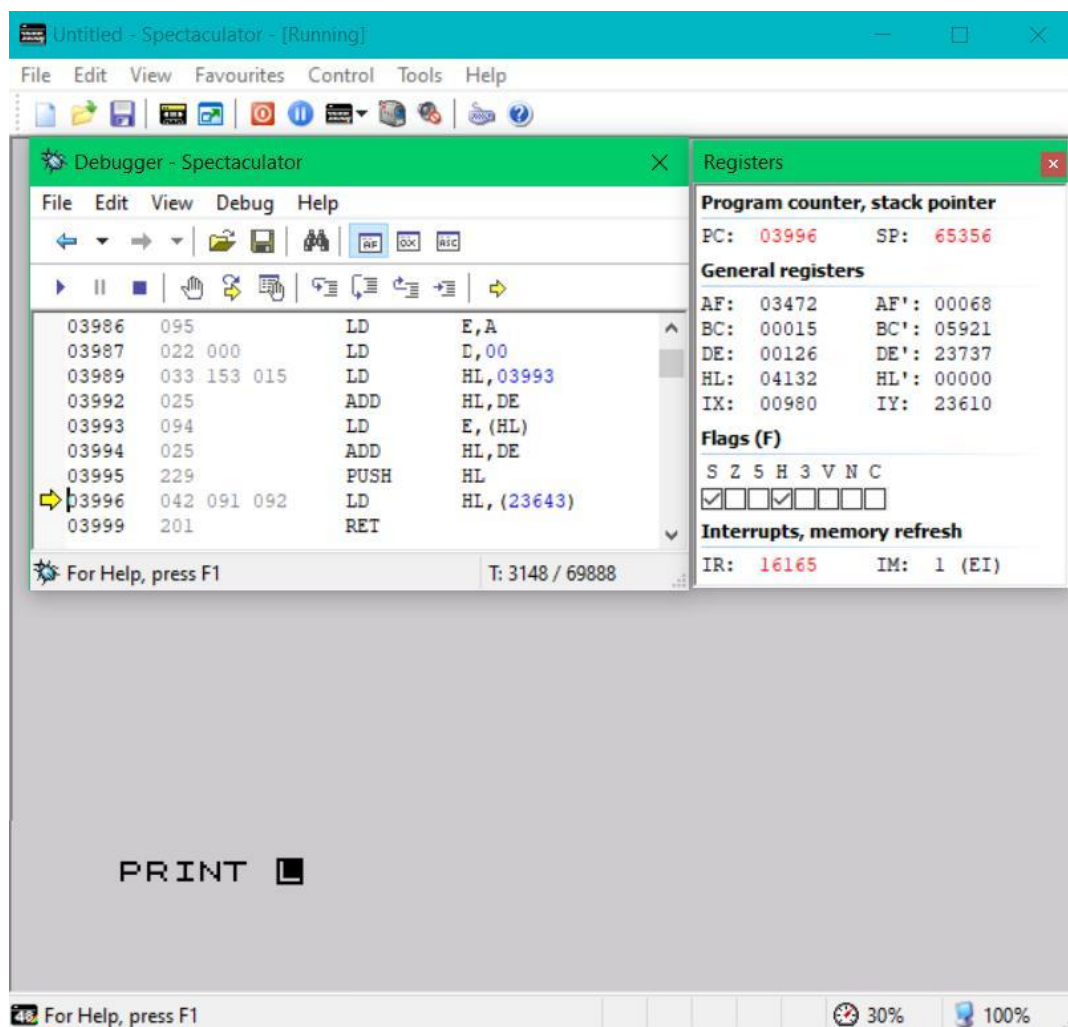 Untitled - Spectaculator - [Running]
File Edit View Favourites Control Tools Help
Debugger - Spectaculator
File Edit View Debug Help
03986 095 LD E,A
03987 022 000 LD D,00
03989 033 153 015 LD HL,03993
03992 025 ADD HL,DE
03993 094 LD E,(HL)
03994 025 ADD HL,DE
03995 229 PUSH HL
03996 042 091 092 LD HL,(23643)
03999 201 RET
For Help, press F1 T: 3148 / 69888
Registers
Program counter, stack pointer
PC: 03996 SP: 65356
General registers
AF: 03472 AF': 00068
BC: 00015 BC': 05921
DE: 00126 DE': 23737
HL: 04132 HL': 00000
IX: 00980 IY: 23610
Flags (F)
S Z 5 H 3 V N C
Interrupts, memory refresh
IR: 16165 IM: 1 (EI)
PRINT L
48 For Help, press F1 30% 100%